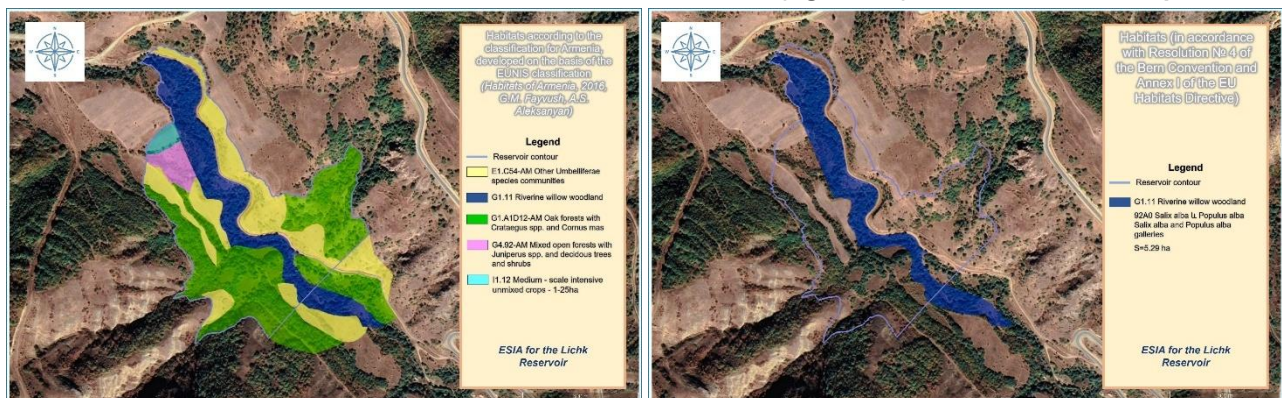 Habitats according to the
classification for Armenia,
developed on the basis of the
EUNIS classification
(Habitats of Armenia, 2016,
G.M. Fayvush, A.S.
Aleksanyan)
Legend
Reservoir contour
E1.C54-AM Other Umbelliferae
species communities
G1.11 Riverine willow woodland
G1.A1D12-AM Oak forests with
Crataegus spp. and Cornus mas
G4.92-AM Mixed open forests with
Juniperus spp. and decidous trees
and shrubs
I1.12 Medium - scale intensive
unmixed crops - 1-25ha
ESIA for the Lichk
Reservoir
Habitats (in accordance
with Resolution № 4 of
the Bern Convention and
Annex I of the EU
Habitats Directive)
Legend
Reservoir contour
G1.11 Riverine willow woodland
92A0 Salix alba և Populus alba
Salix alba and Populus alba
galleries
S=5.29 ha
ESIA for the Lichk
Reservoir